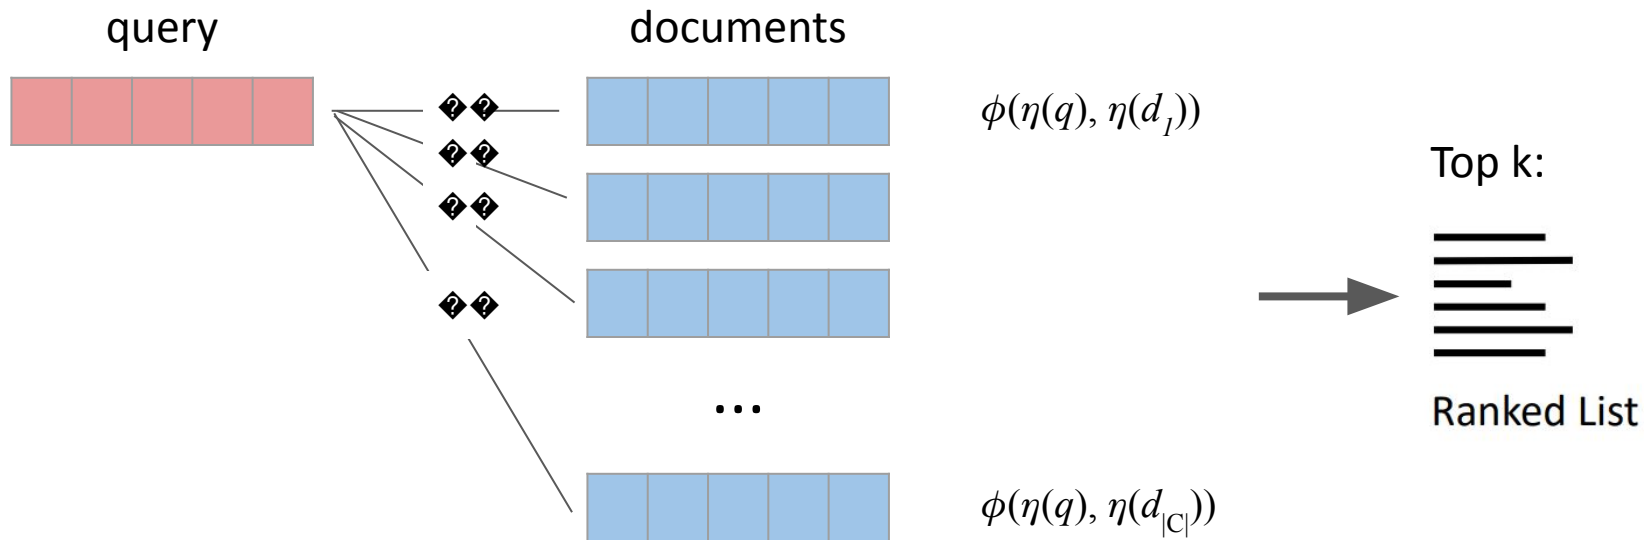 query
documents
��
ϕ(η(q), η(d₁))
��
��
��
Top k:
...
Ranked List
ϕ(η(q), η(d|C|))